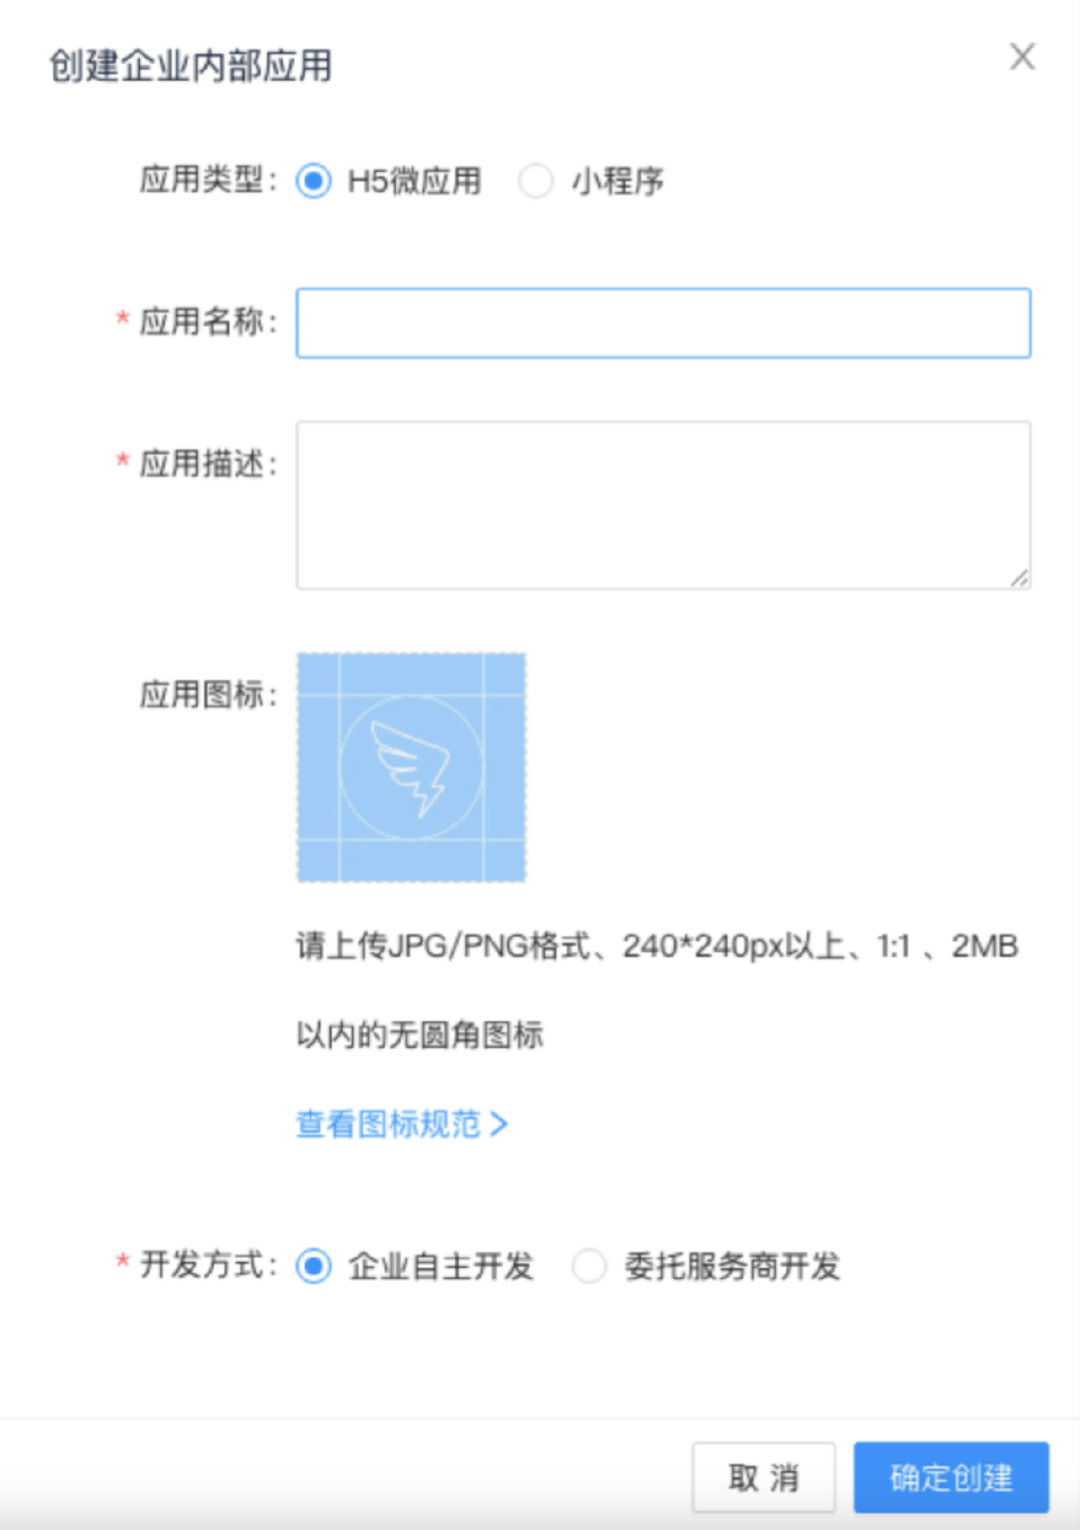 创建企业内部应用
应用类型: H5微应用 小程序
* 应用名称:
* 应用描述:
应用图标:
请上传JPG/PNG格式、240*240px以上、1:1 、2MB
以内的无圆角图标
查看图标规范 >
* 开发方式: 企业自主开发 委托服务商开发
取 消 确定创建